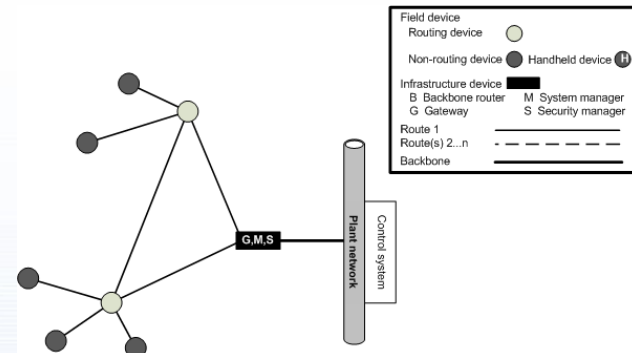 Field device
Routing device
Non-routing device Handheld device H
Infrastructure device
B Backbone router M System manager
G Gateway S Security manager
Route 1
Route(s) 2...n
Backbone
G,M,S
Plant network
Control system